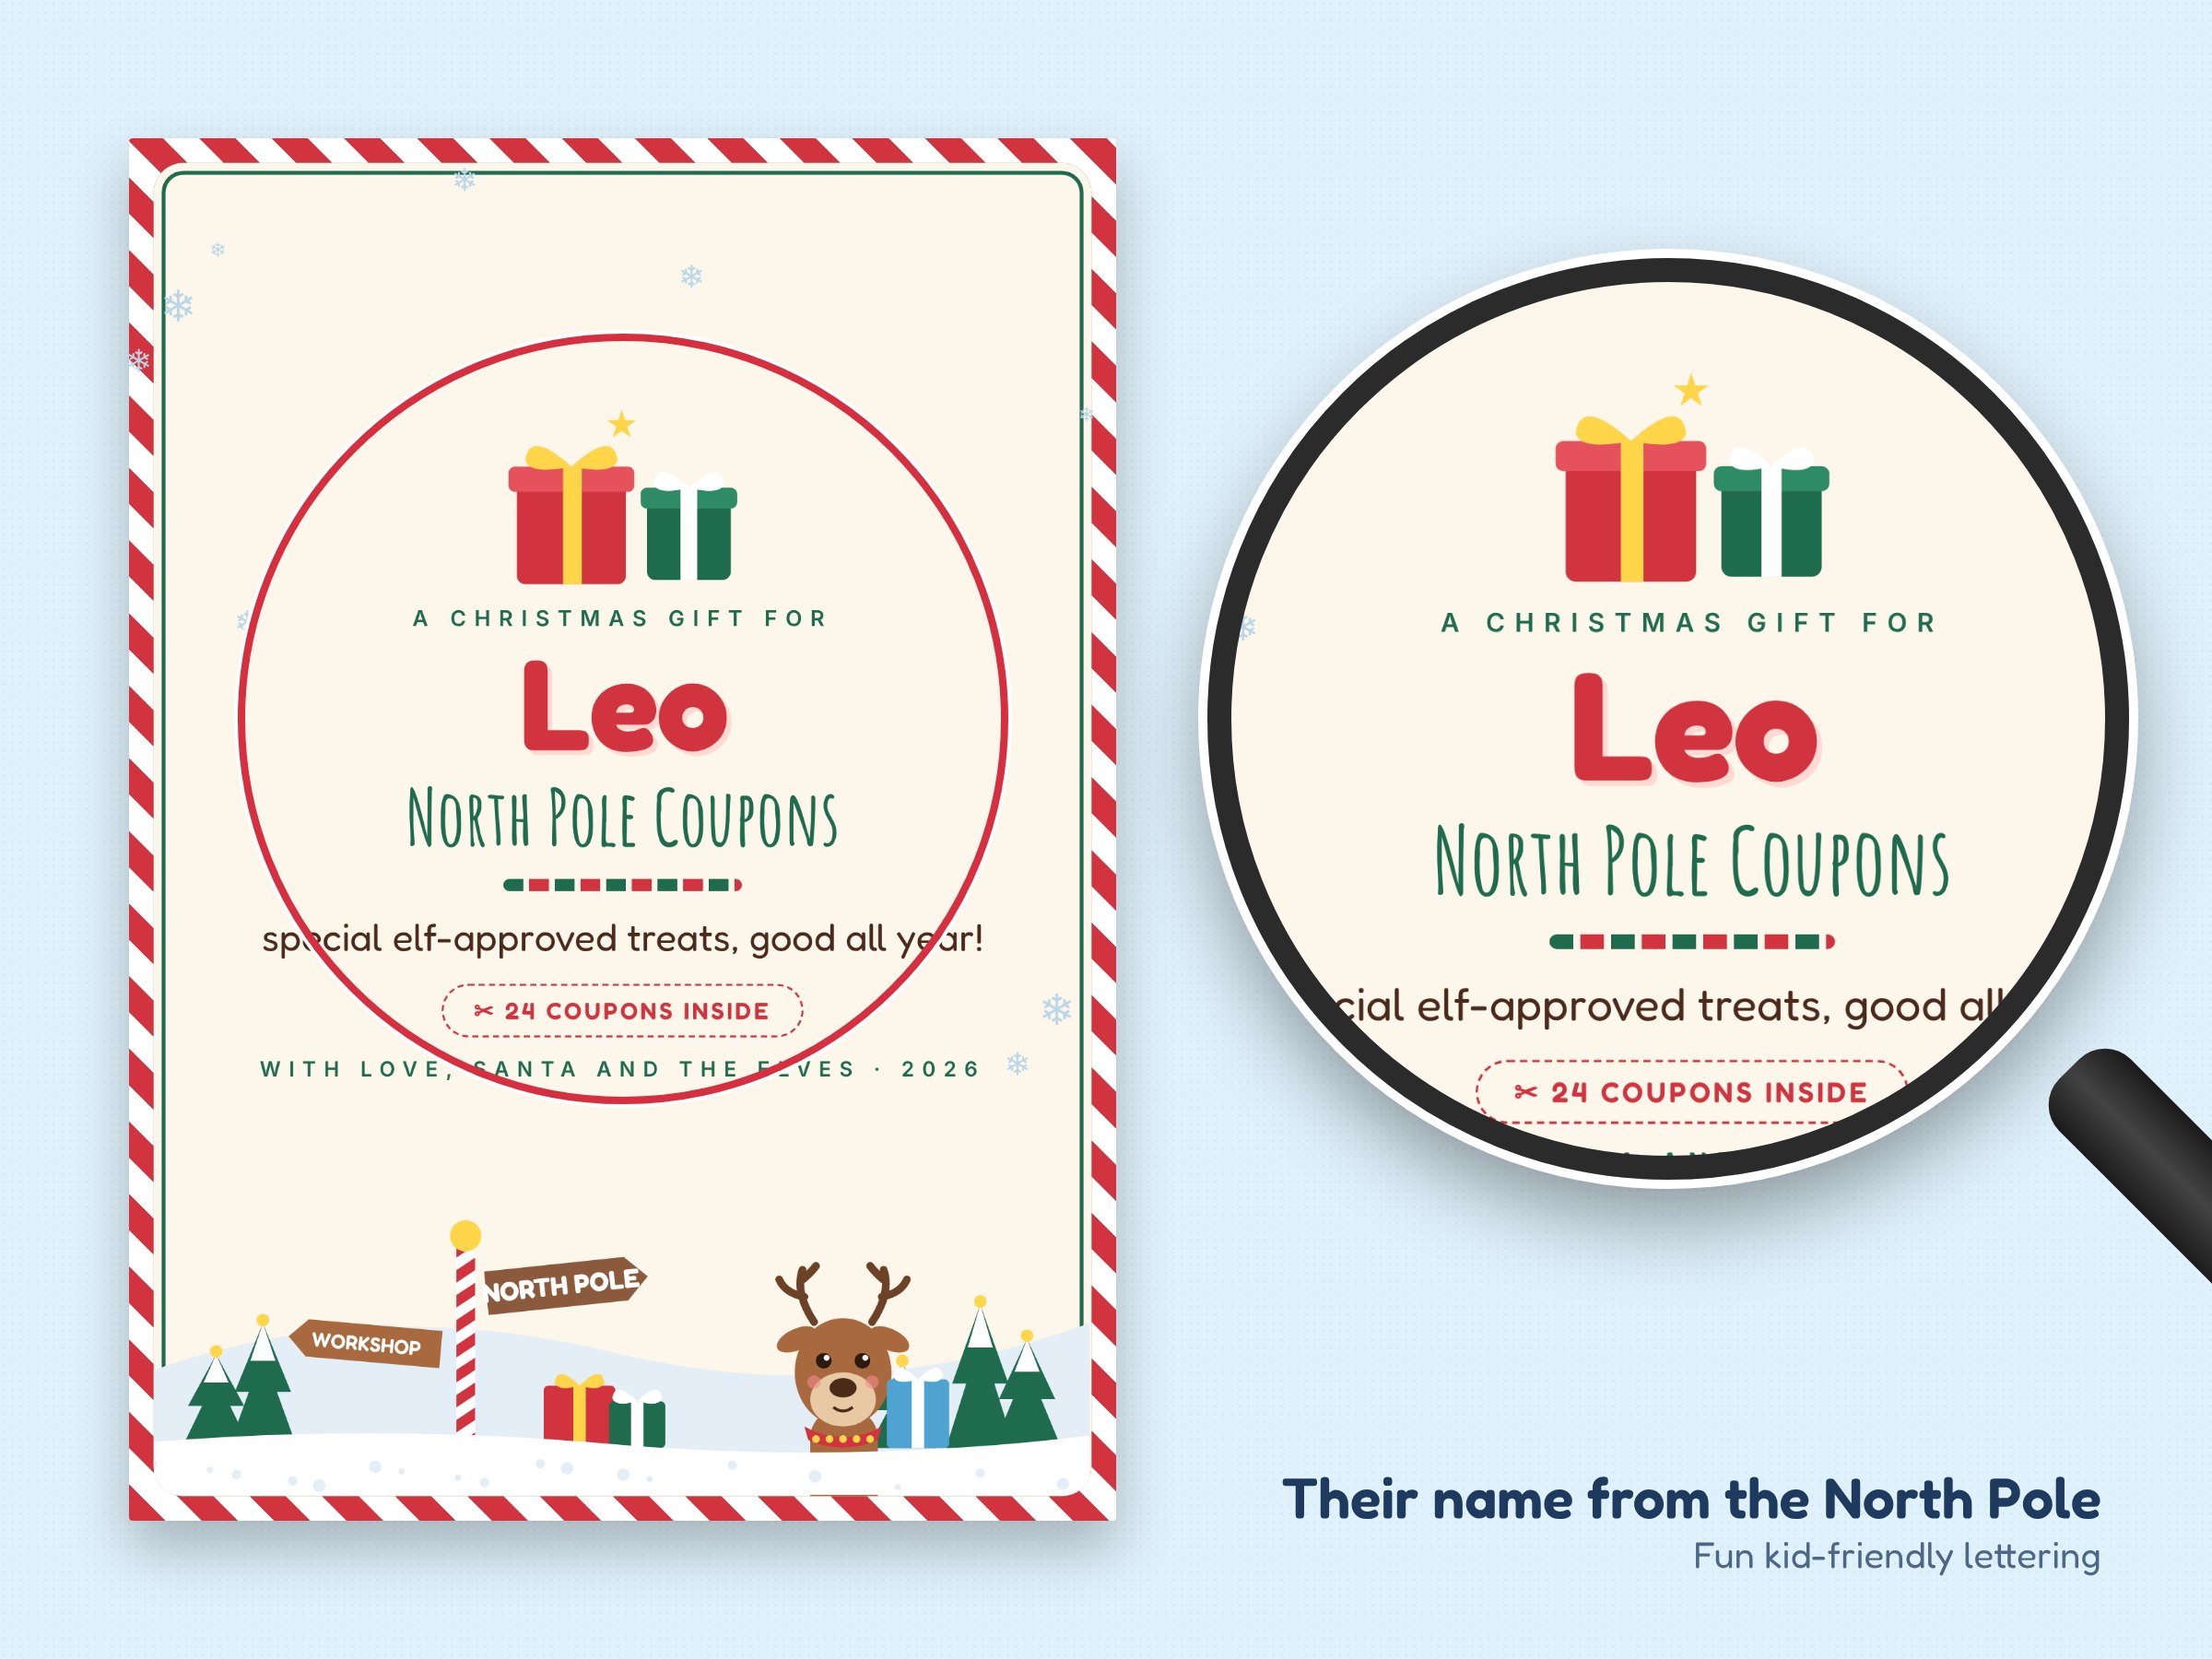 A CHRISTMAS GIFT FOR
Leo
NORTH POLE COUPONS
special elf-approved treats, good all year!
✂ 24 COUPONS INSIDE
WITH LOVE, SANTA AND THE ELVES · 2026
NORTH POLE
WORKSHOP
A CHRISTMAS GIFT FOR
Leo
NORTH POLE COUPONS
cial elf-approved treats, good all
✂ 24 COUPONS INSIDE
Their name from the North Pole
Fun kid-friendly lettering